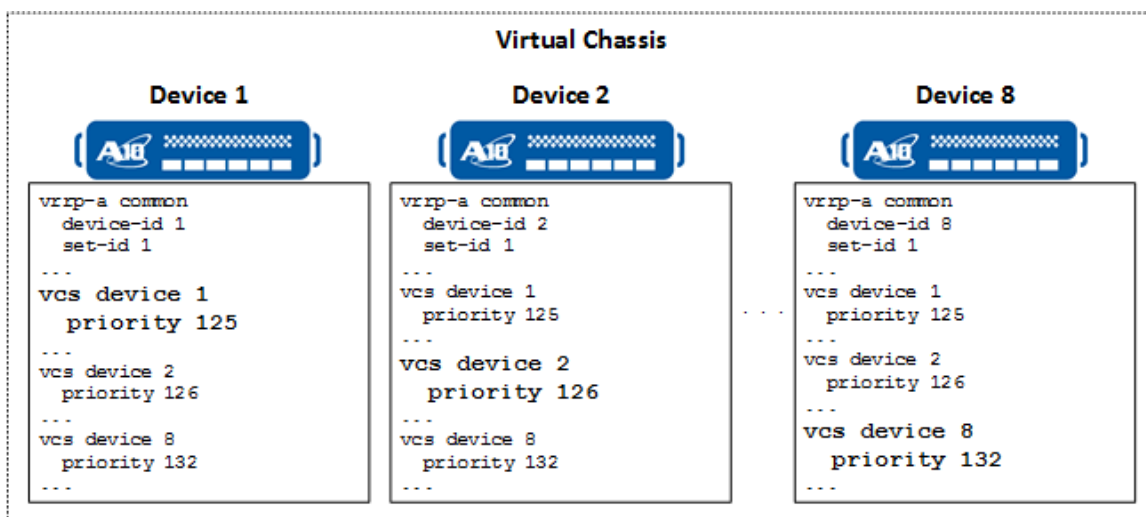 Virtual Chassis
Device 1
A10
vrrp-a common
device-id 1
set-id 1
...
vcs device 1
priority 125
...
vcs device 2
priority 126
...
vcs device 8
priority 132
...
Device 2
A10
vrrp-a common
device-id 2
set-id 1
...
vcs device 1
priority 125
...
vcs device 2
priority 126
...
vcs device 8
priority 132
...
. . .
Device 8
A10
vrrp-a common
device-id 8
set-id 1
...
vcs device 1
priority 125
...
vcs device 2
priority 126
...
vcs device 8
priority 132
...